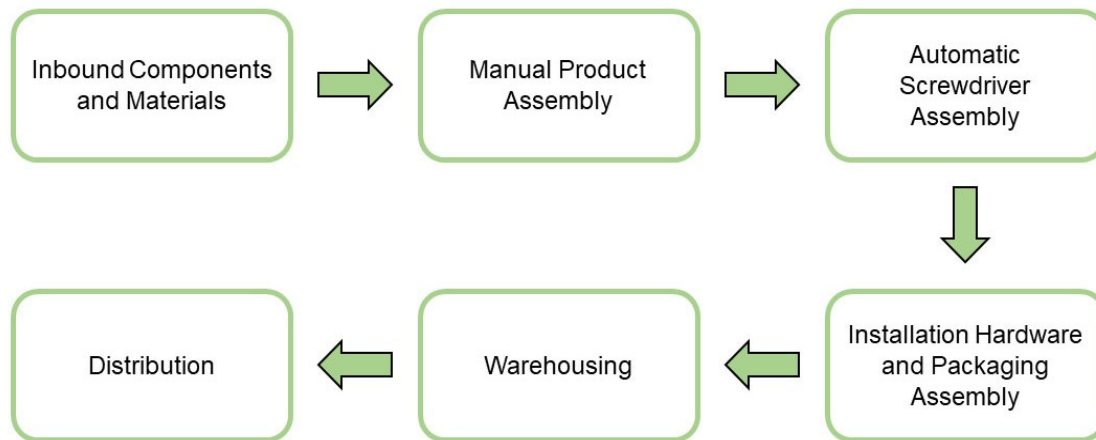 Inbound Components
and Materials
Manual Product
Assembly
Automatic
Screwdriver
Assembly
Installation Hardware
and Packaging
Assembly
Warehousing
Distribution